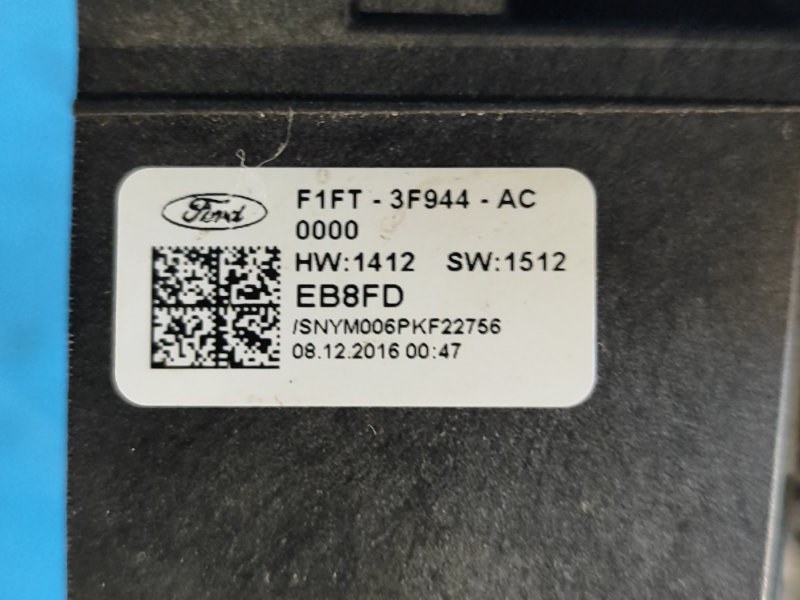 Ford
F1FT - 3F944 - AC
0000
HW:1412 SW:1512
EB8FD
/SNYM006PKF22756
08.12.2016 00:47